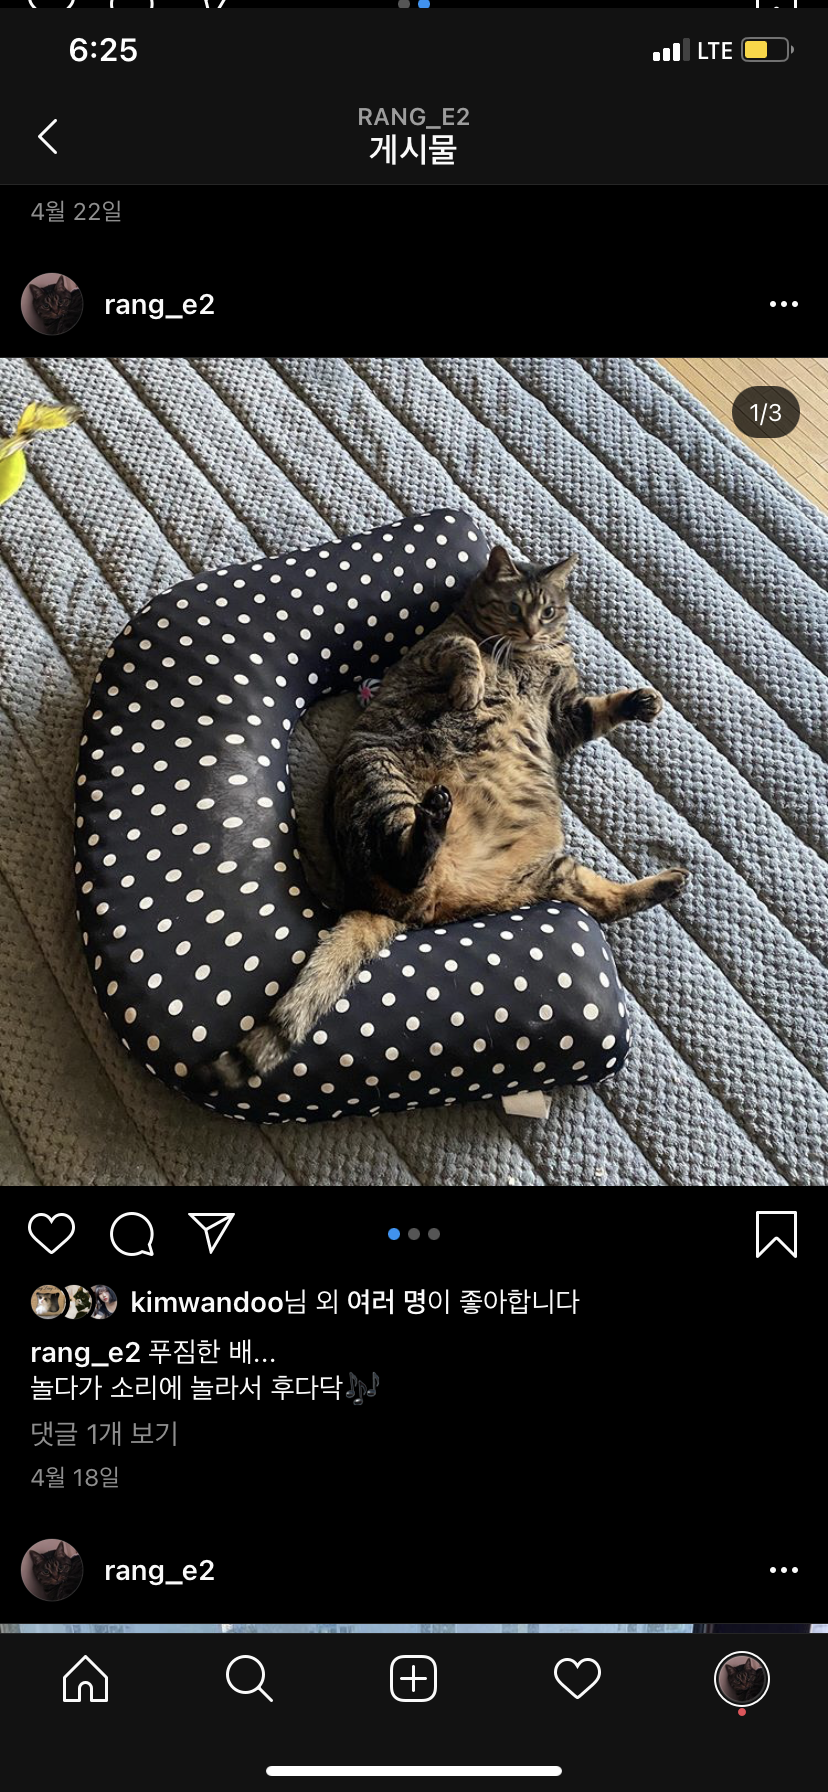 6:25 LTE
RANG_E2
게시물
4월 22일
rang_e2
1/3
kimwandoo님 외 여러 명이 좋아합니다
rang_e2 푸짐한 배...
놀다가 소리에 놀라서 후다닥🎶
댓글 1개 보기
4월 18일
rang_e2